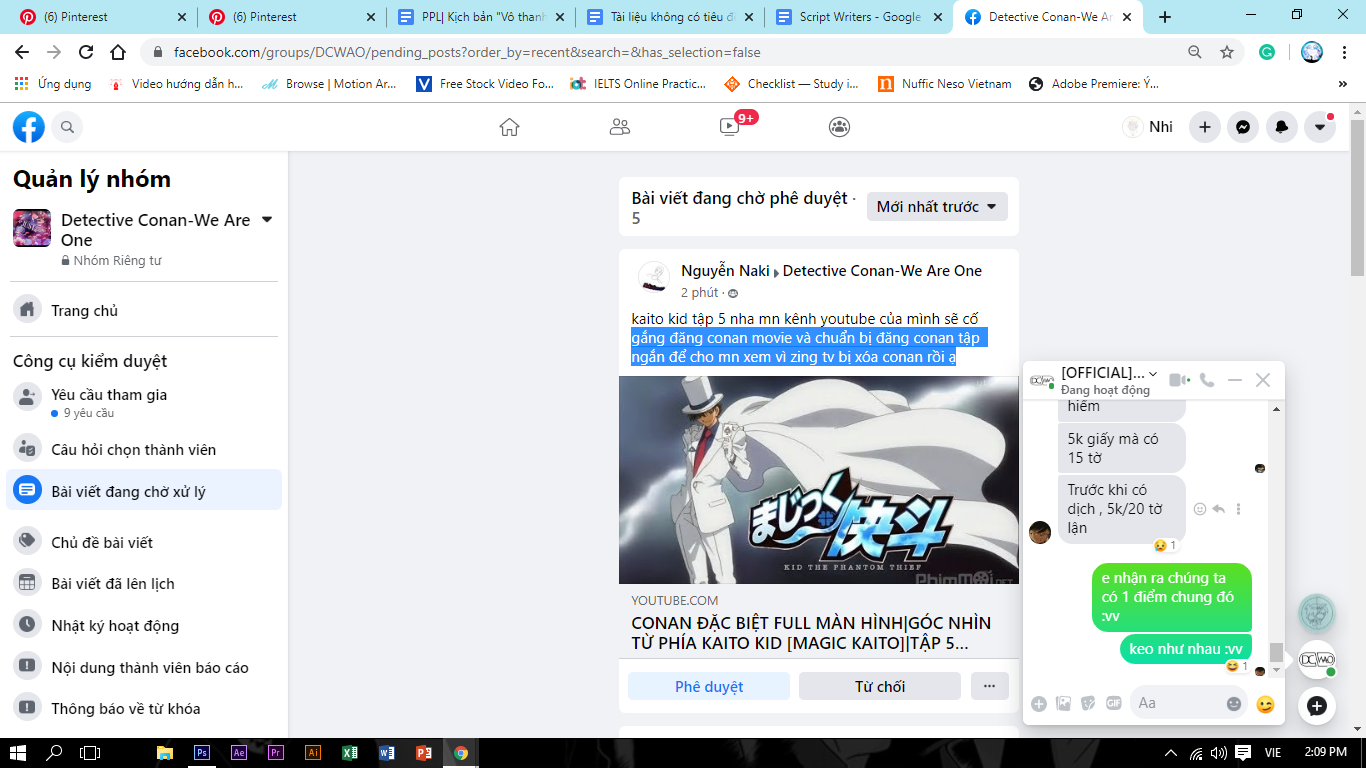 (6) Pinterest
(6) Pinterest
PPL| Kịch bản "Vô thanh
Tài liệu không có tiêu đ
Script Writers - Google
Detective Conan-We Ar
facebook.com/groups/DCWAO/pending_posts?order_by=recent&search=&has_selection=false
Ứng dụng
Video hướng dẫn h...
Browse | Motion Ar...
Free Stock Video Fo...
IELTS Online Practic...
Checklist — Study i...
Nuffic Neso Vietnam
Adobe Premiere: Ý...
»
9+
Nhi
Quản lý nhóm
Detective Conan-We Are
One
Nhóm Riêng tư
Trang chủ
Công cụ kiểm duyệt
Yêu cầu tham gia
9 yêu cầu
Câu hỏi chọn thành viên
Bài viết đang chờ xử lý
Chủ đề bài viết
Bài viết đã lên lịch
Nhật ký hoạt động
Nội dung thành viên báo cáo
Thông báo về từ khóa
Bài viết đang chờ phê duyệt ·
5
Mới nhất trước
Nguyễn Naki Detective Conan-We Are One
2 phút ·
kaito kid tập 5 nha mn kênh youtube của mình sẽ cố
gắng đăng conan movie và chuẩn bị đăng conan tập
ngắn để cho mn xem vì zing tv bị xóa conan rồi ạ
まじっく快斗
KID THE PHANTOM THIEF
PhimMoi.NET
YOUTUBE.COM
CONAN ĐẶC BIỆT FULL MÀN HÌNH|GÓC NHÌN
TỪ PHÍA KAITO KID [MAGIC KAITO]|TẬP 5...
Phê duyệt
Từ chối
...
[OFFICIAL]...
Đang hoạt động
hiếm
5k giấy mà có
15 tờ
Trước khi có
dịch , 5k/20 tờ
lận
1
e nhận ra chúng ta
có 1 điểm chung đó
:vv
keo như nhau :vv
1
Aa
GIF
DCWAO
Ps
Ae
Pr
Ai
VIE
2:09 PM